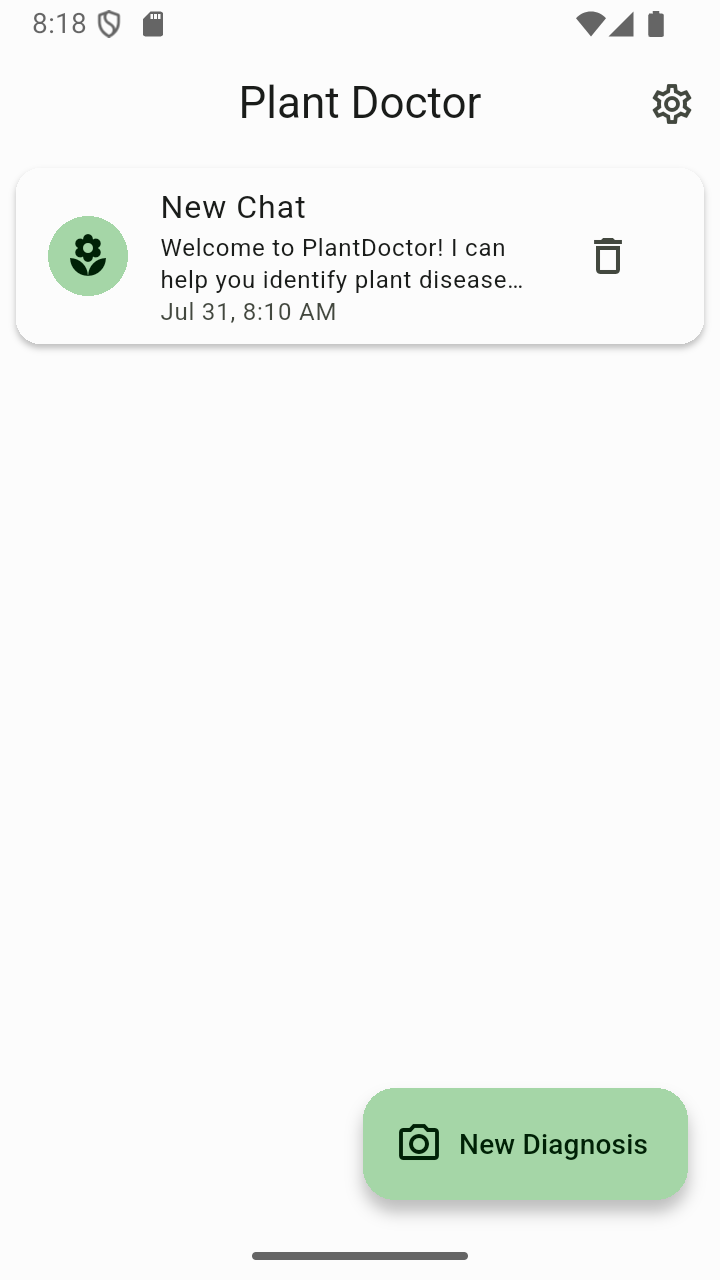 8:18
Plant Doctor
New Chat
Welcome to PlantDoctor! I can
help you identify plant disease…
Jul 31, 8:10 AM
New Diagnosis